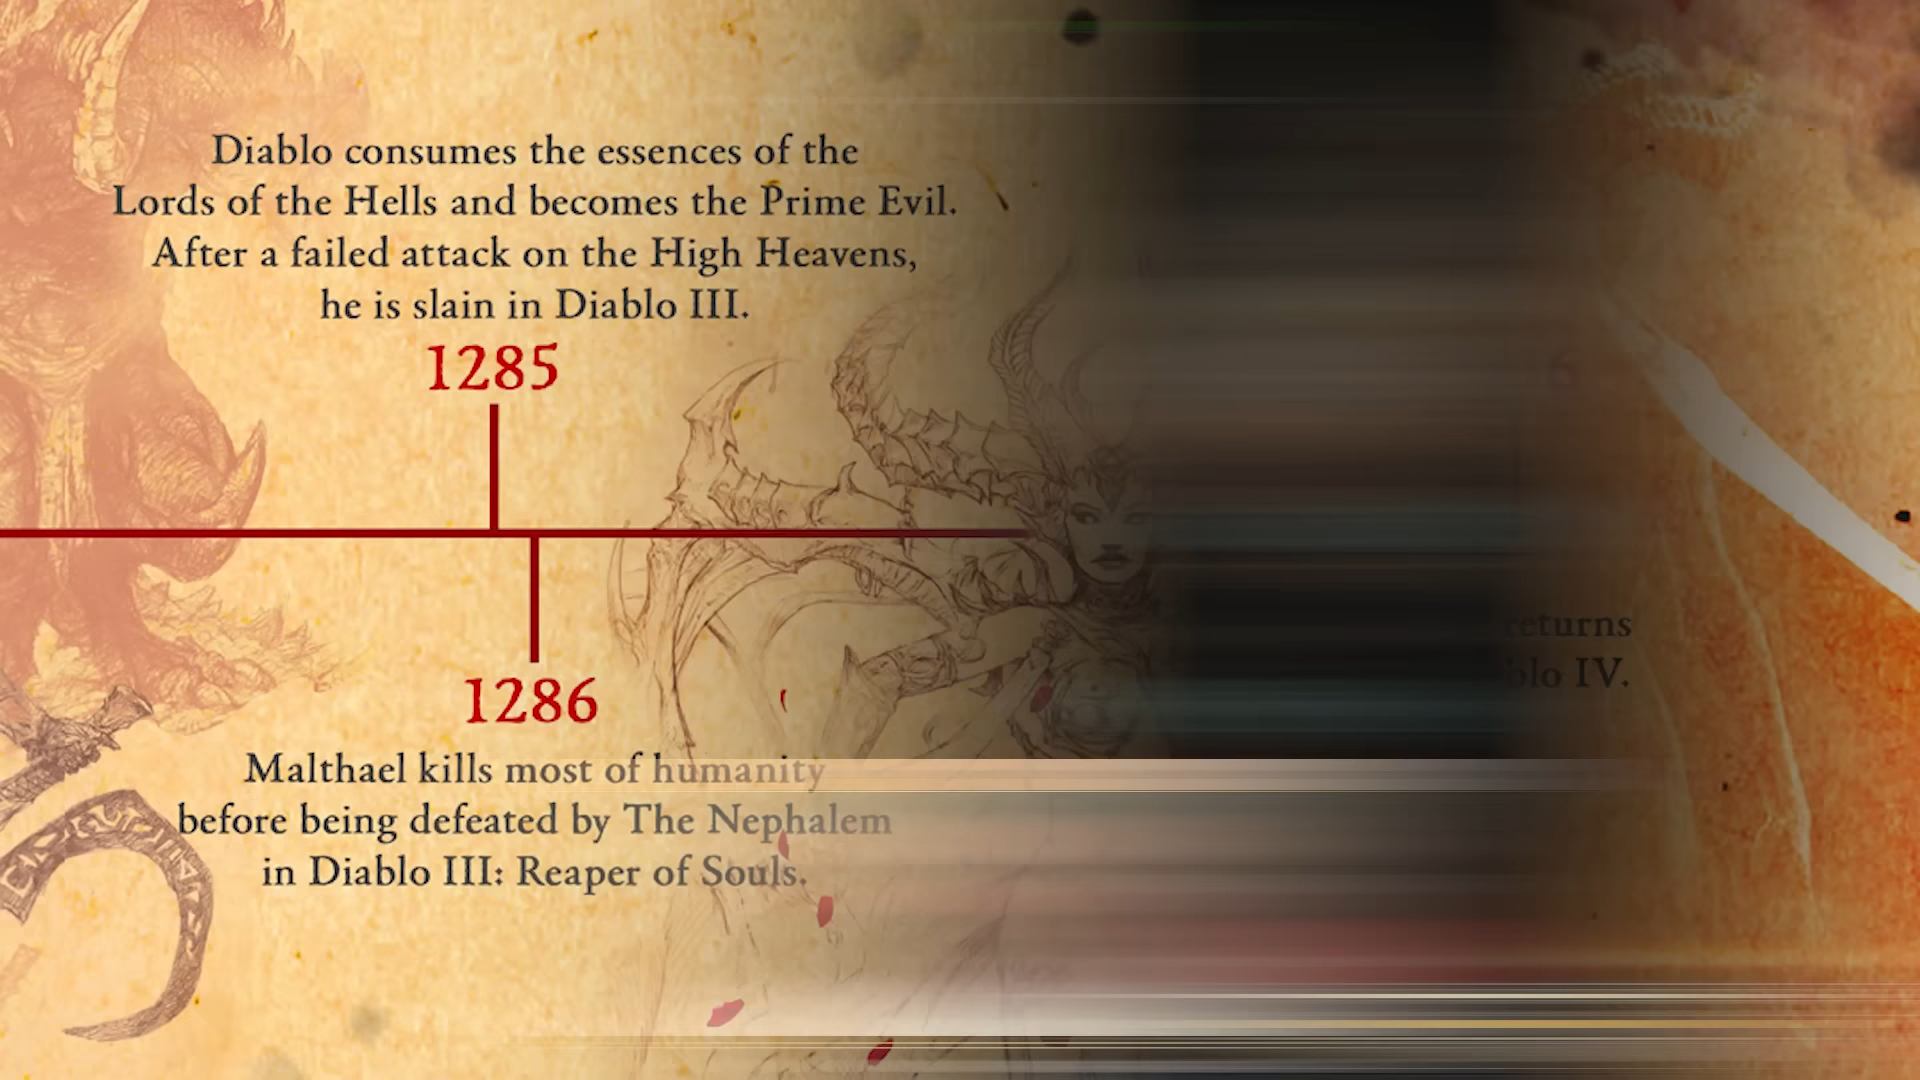 Diablo consumes the essences of the
Lords of the Hells and becomes the Prime Evil.
After a failed attack on the High Heavens,
he is slain in Diablo III.
1285
1286
Malthael kills most of humanity
before being defeated by The Nephalem
in Diablo III: Reaper of Souls.
returns
IV.